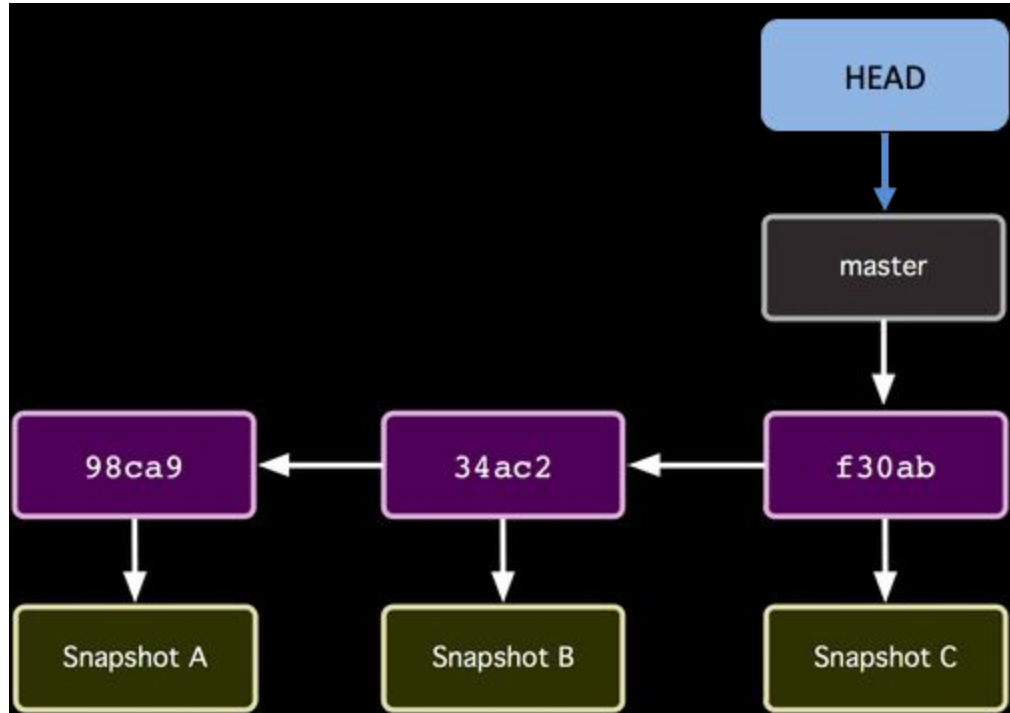 HEAD
master
98ca9
34ac2
f30ab
Snapshot A
Snapshot B
Snapshot C